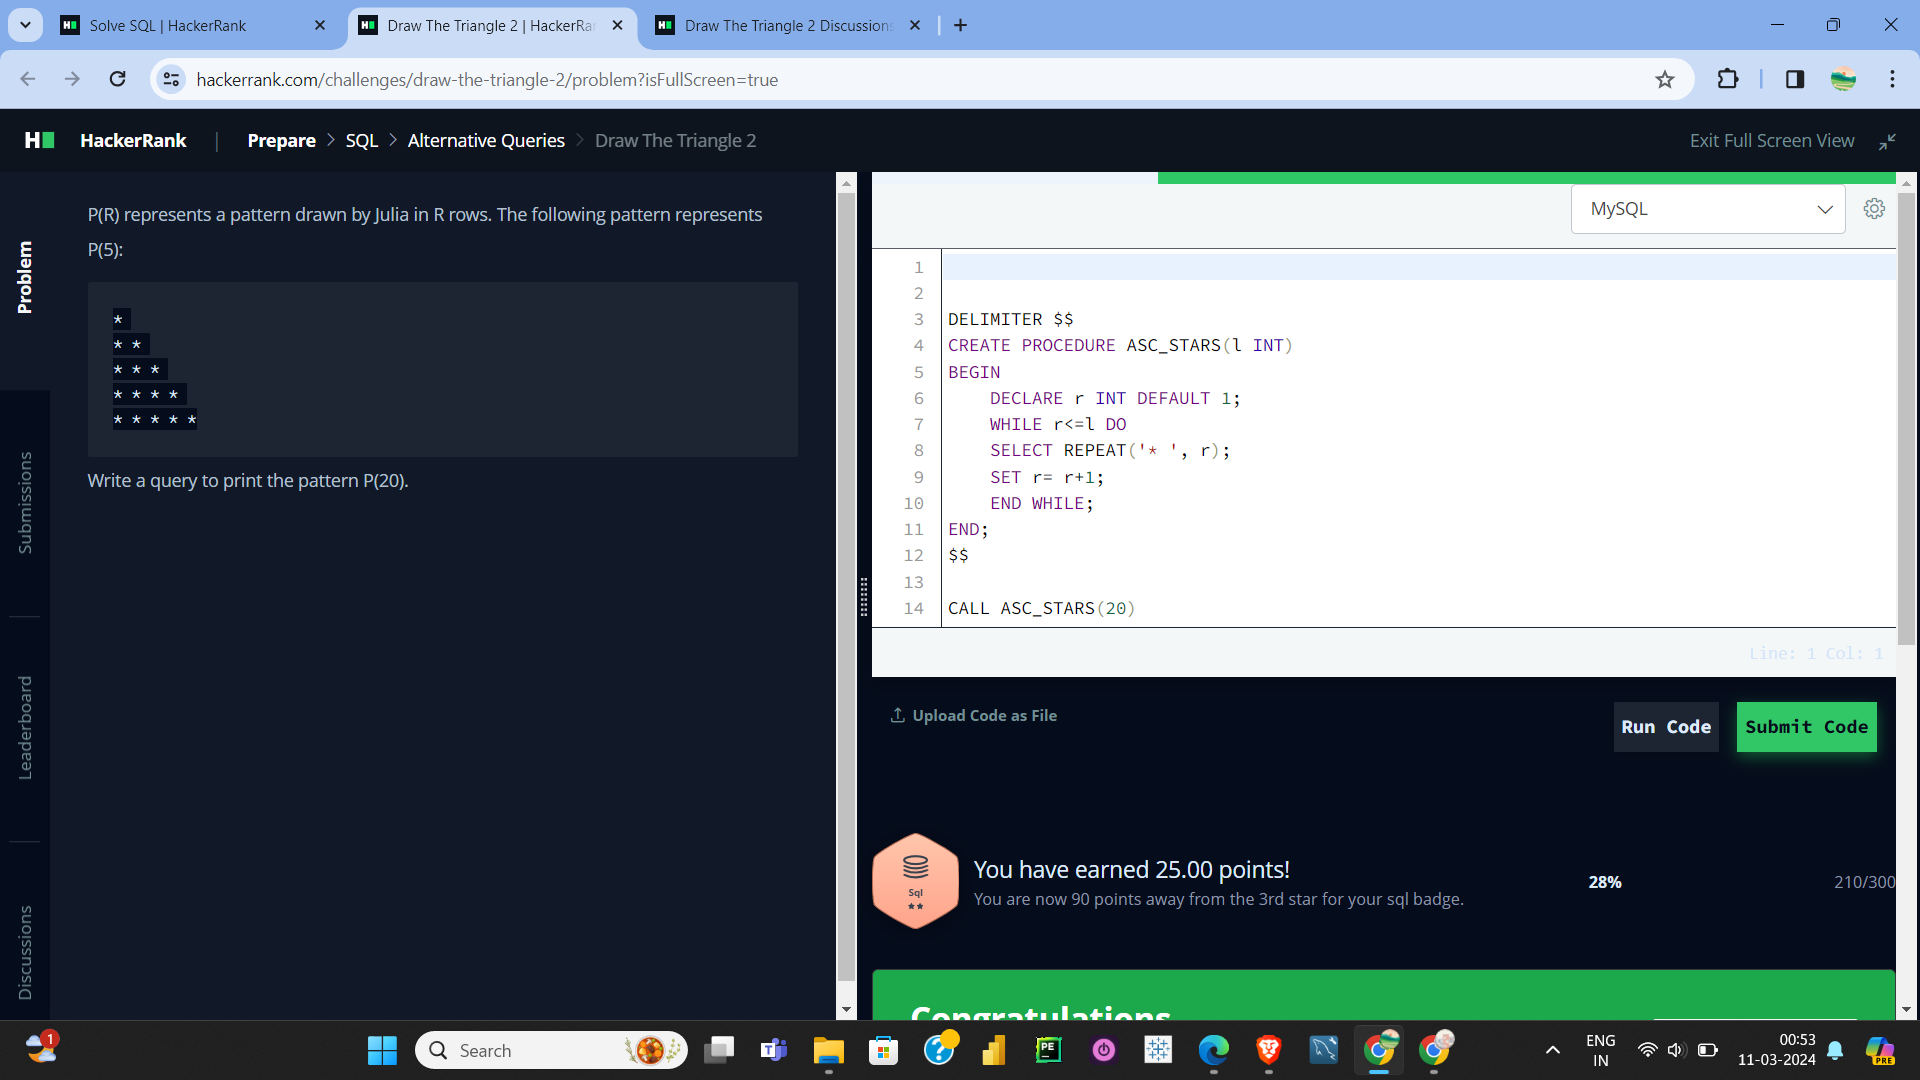 Solve SQL | HackerRank
Draw The Triangle 2 | HackerRa
Draw The Triangle 2 Discussions
hackerrank.com/challenges/draw-the-triangle-2/problem?isFullScreen=true
HackerRank | Prepare > SQL > Alternative Queries > Draw The Triangle 2
Exit Full Screen View
Problem
Submissions
Leaderboard
Discussions
P(R) represents a pattern drawn by Julia in R rows. The following pattern represents
P(5):
*
* *
* * *
* * * *
* * * * *
Write a query to print the pattern P(20).
MySQL
1
2
3 DELIMITER $$
4 CREATE PROCEDURE ASC_STARS(l INT)
5 BEGIN
6 DECLARE r INT DEFAULT 1;
7 WHILE r<=l DO
8 SELECT REPEAT('* ', r);
9 SET r= r+1;
10 END WHILE;
11 END;
12 $$
13
14 CALL ASC_STARS(20)
Line: 1 Col: 1
Upload Code as File
Run Code
Submit Code
Sql
You have earned 25.00 points!
You are now 90 points away from the 3rd star for your sql badge.
28%
210/300
Congratulations
1
Search
PE
ENG
IN
00:53
11-03-2024
PRE